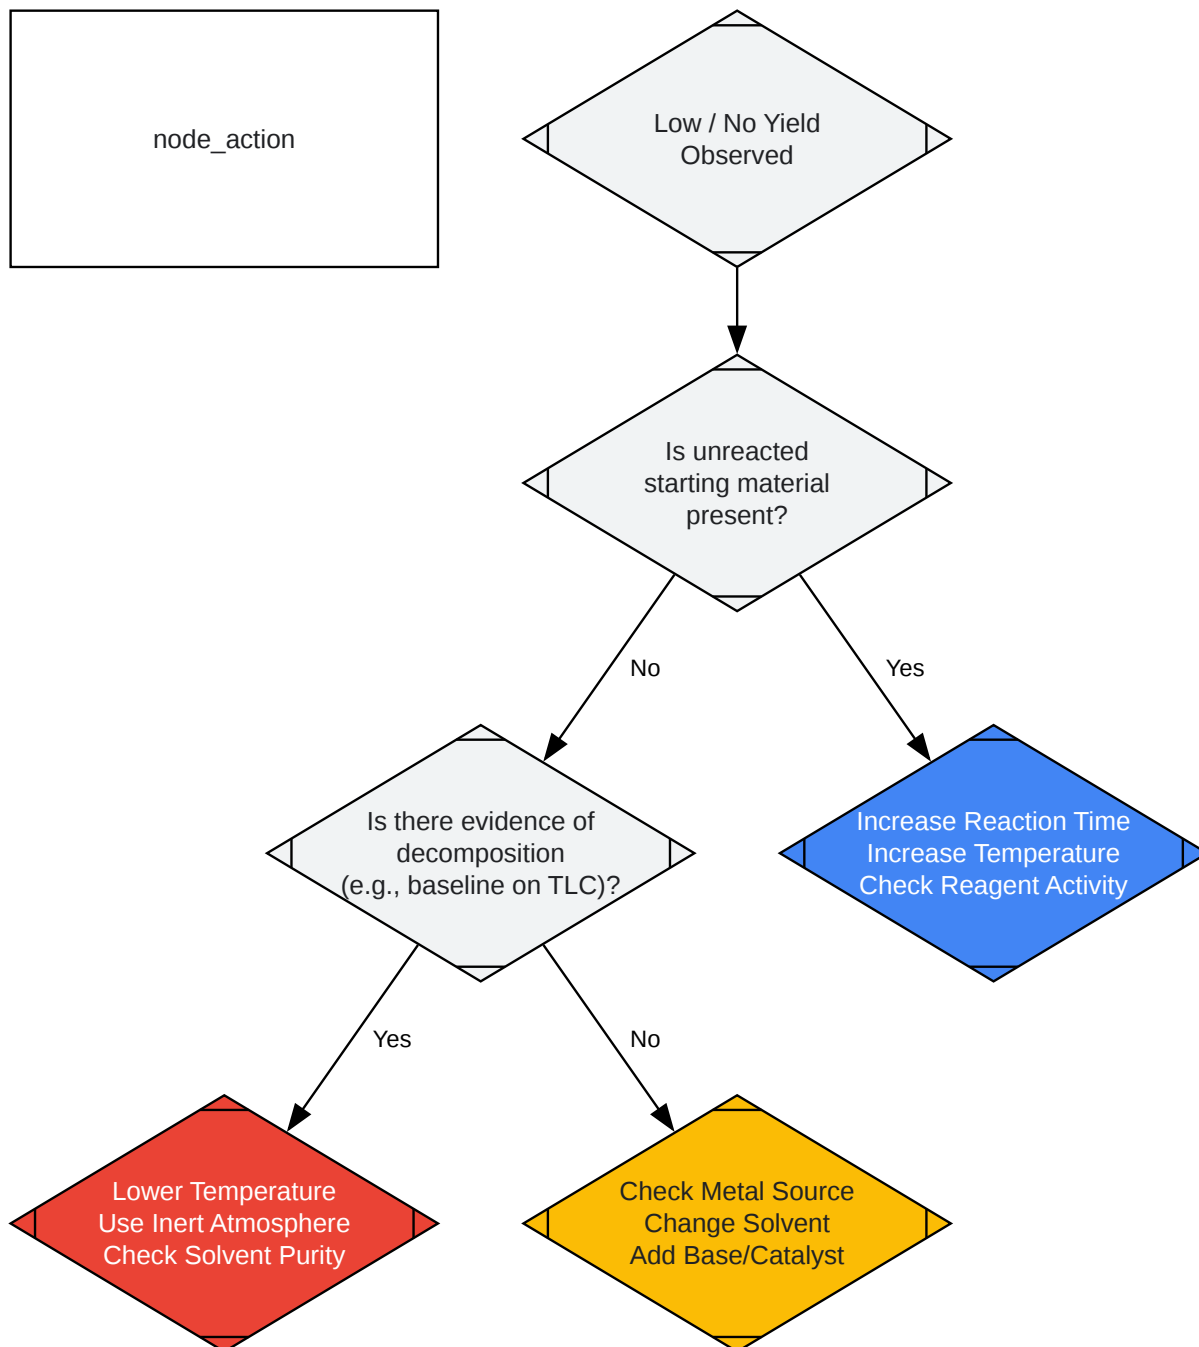 node_action
Low / No Yield
Observed
Is unreacted
starting material
present?
No
Yes
Is there evidence of
decomposition
(e.g., baseline on TLC)?
Increase Reaction Time
Increase Temperature
Check Reagent Activity
Yes
No
Lower Temperature
Use Inert Atmosphere
Check Solvent Purity
Check Metal Source
Change Solvent
Add Base/Catalyst